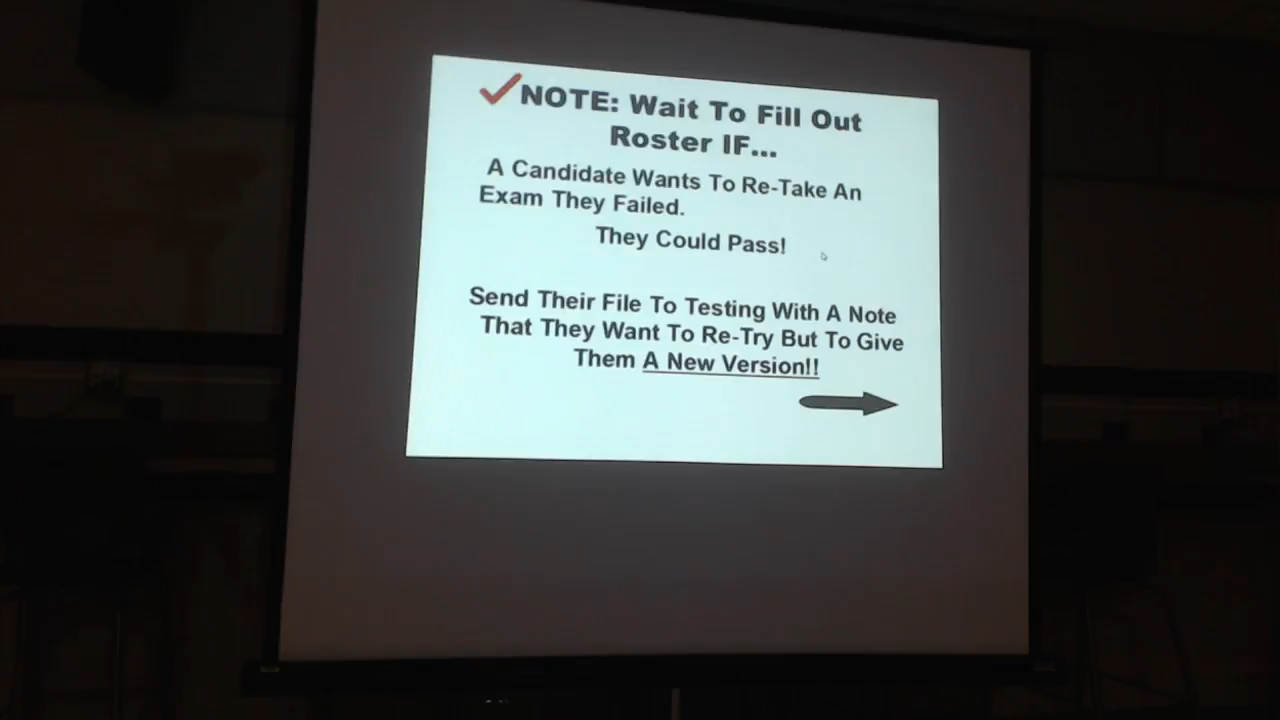 NOTE: Wait To Fill Out
Roster IF...
A Candidate Wants To Re-Take An
Exam They Failed.
They Could Pass!
Send Their File To Testing With A Note
That They Want To Re-Try But To Give
Them A New Version!!